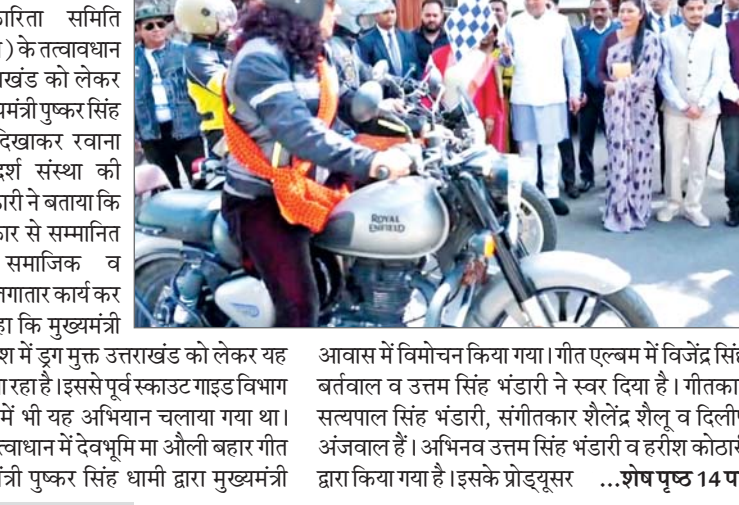 कारिता समिति
) के तत्वावधान
राखंड को लेकर
यमंत्री पुष्कर सिंह
दिखाकर रवाना
दर्श संस्था की
ारी ने बताया कि
ार से सम्मानित
समाजिक व
लगातार कार्य कर
हा कि मुख्यमंत्री
श में ड्रग मुक्त उत्तराखंड को लेकर यह
ा रहा है। इससे पूर्व स्काउट गाइड विभाग
में भी यह अभियान चलाया गया था।
त्वाधान में देवभूमि मा औली बहार गीत
मंत्री पुष्कर सिंह धामी द्वारा मुख्यमंत्री
ROYAL
ENFIELD
आवास में विमोचन किया गया। गीत एल्बम में विजेंद्र सिंह
बर्तवाल व उत्तम सिंह भंडारी ने स्वर दिया है। गीतका
सत्यपाल सिंह भंडारी, संगीतकार शैलेंद्र शैलू व दिलीप
अंजवाल हैं। अभिनव उत्तम सिंह भंडारी व हरीश कोठारी
द्वारा किया गया है। इसके प्रोड्यूसर ...शेष पृष्ठ 14 प